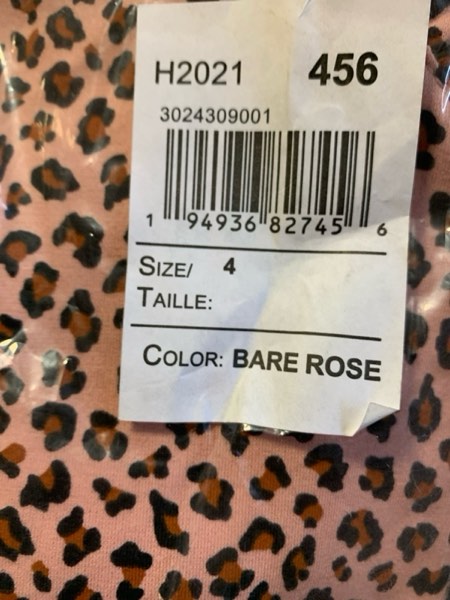 H2021 456
3024309001
1 94936 82745 6
SIZE/ 4
TAILLE:
COLOR: BARE ROSE